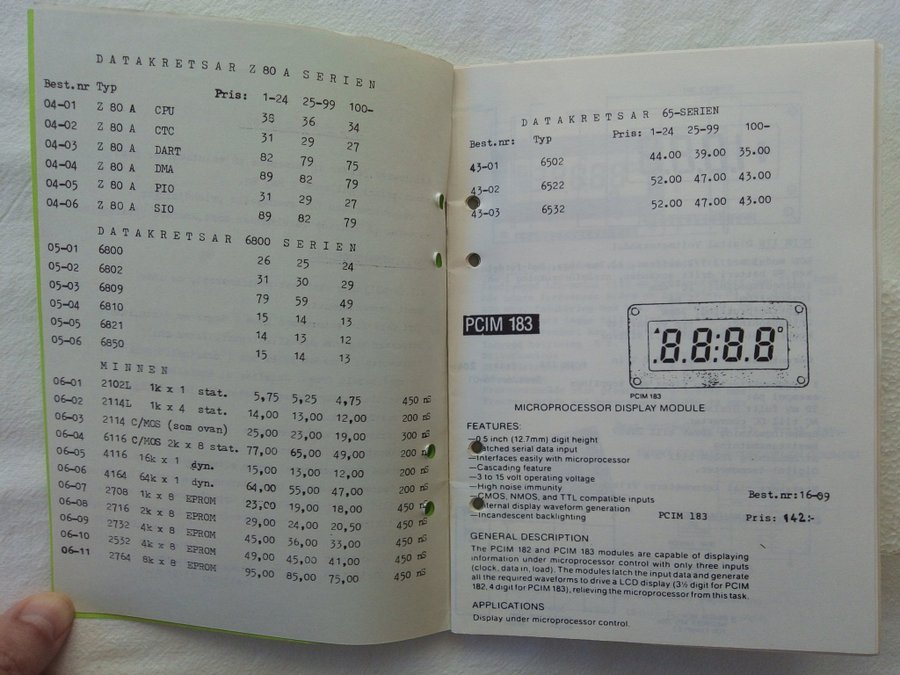 DATAKRETSAR Z 80 A SERIEN
Best.nr Typ Pris: 1-24 25-99 100-
04-01 Z 80 A CPU 38 36 34
04-02 Z 80 A CTC 31 29 27
04-03 Z 80 A DART 82 79 75
04-04 Z 80 A DMA 89 82 79
04-05 Z 80 A PIO 31 29 27
04-06 Z 80 A SIO 89 82 79
DATAKRETSAR 6800 SERIEN
05-01 6800 26 25 24
05-02 6802 31 30 29
05-03 6809 79 59 49
05-04 6810 15 14 13
05-05 6821 14 13 12
05-06 6850 15 14 13
MINNEN
06-01 2102L 1k x 1 stat. 5,75 5,25 4,75 450 nS
06-02 2114L 1k x 4 stat. 14,00 13,00 12,00 200 nS
06-03 2114 C/MOS (som ovan) 25,00 23,00 19,00 300 nS
06-04 6116 C/MOS 2k x 8 stat. 77,00 65,00 49,00 200
06-05 4116 16k x 1 dyn. 15,00 13,00 12,00 200 nS
06-06 4164 64k x 1 dyn. 64,00 55,00 47,00 200 nS
06-07 2708 1k x 8 EPROM 23,00 19,00 18,00 450
06-08 2716 2k x 8 EPROM 29,00 24,00 20,50 450 nS
06-09 2732 4k x 8 EPROM 45,00 36,00 33,00 450 nS
06-10 2532 4k x 8 EPROM 49,00 45,00 41,00 450 nS
06-11 2764 8k x 8 EPROM 95,00 85,00 75,00 450 nS
DATAKRETSAR 65-SERIEN
Best.nr: Typ Pris: 1-24 25-99 100-
43-01 6502 44.00 39.00 35.00
43-02 6522 52.00 47.00 43.00
43-03 6532 52.00 47.00 43.00
PCIM 183
.8.8:8.8
PCIM 183
MICROPROCESSOR DISPLAY MODULE
FEATURES:
—0.5 inch (12.7mm) digit height
atched serial data input
—Interfaces easily with microprocessor
—Cascading feature
—3 to 15 volt operating voltage
—High noise immunity
—CMOS, NMOS, and TTL compatible inputs
ternal display waveform generation
—Incandescent backlighting
PCIM 183
Best.nr:16-09
Pris: 142:-
GENERAL DESCRIPTION
The PCIM 182 and PCIM 183 modules are capable of displaying
information under microprocessor control with only three inputs
(clock, data in, load). The modules latch the input data and generate
all the required waveforms to drive a LCD display (3½ digit for PCIM
182, 4 digit for PCIM 183), relieving the microprocessor from this task.
APPLICATIONS
Display under microprocessor control.